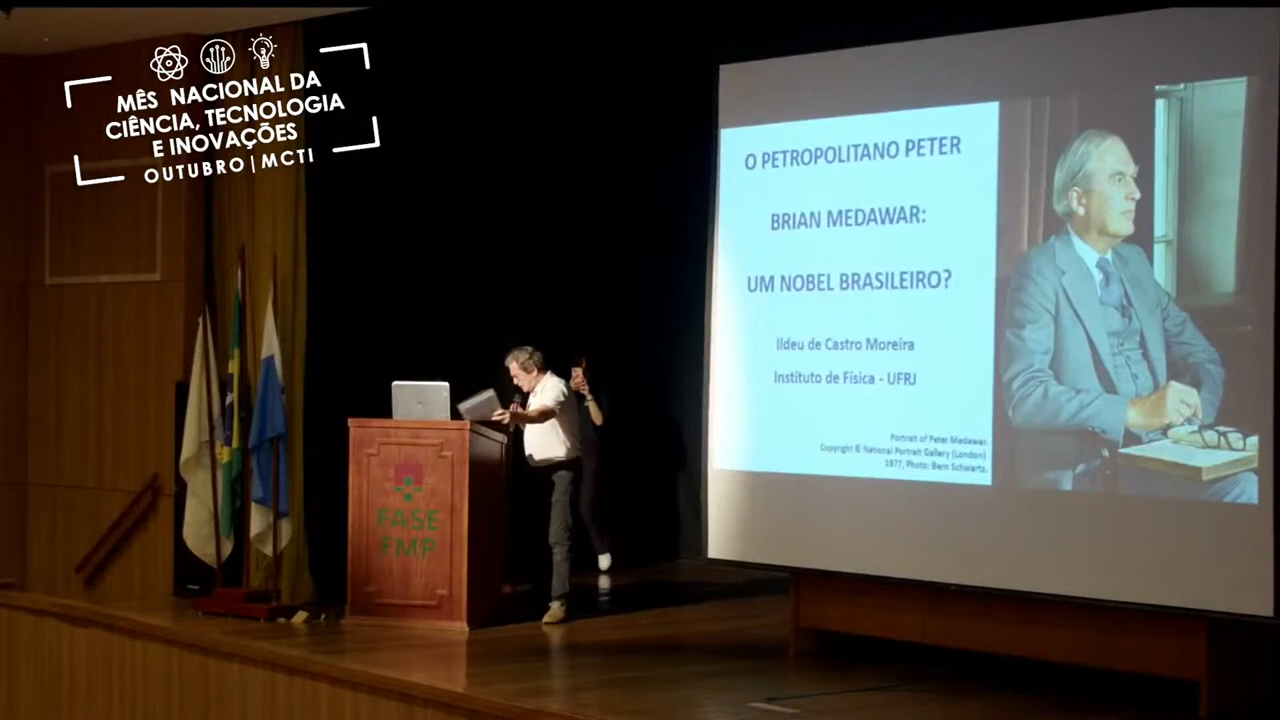 MÊS NACIONAL DA
CIÊNCIA, TECNOLOGIA
E INOVAÇÕES
OUTUBRO | MCTI
O PETROPOLITANO PETER
BRIAN MEDAWAR:
UM NOBEL BRASILEIRO?
Ildeu de Castro Moreira
Instituto de Física - UFRJ
Portrait of Peter Medawar.
Copyright © National Portrait Gallery (London)
1977, Photo: Bern Schwartz.
FASE
FMP